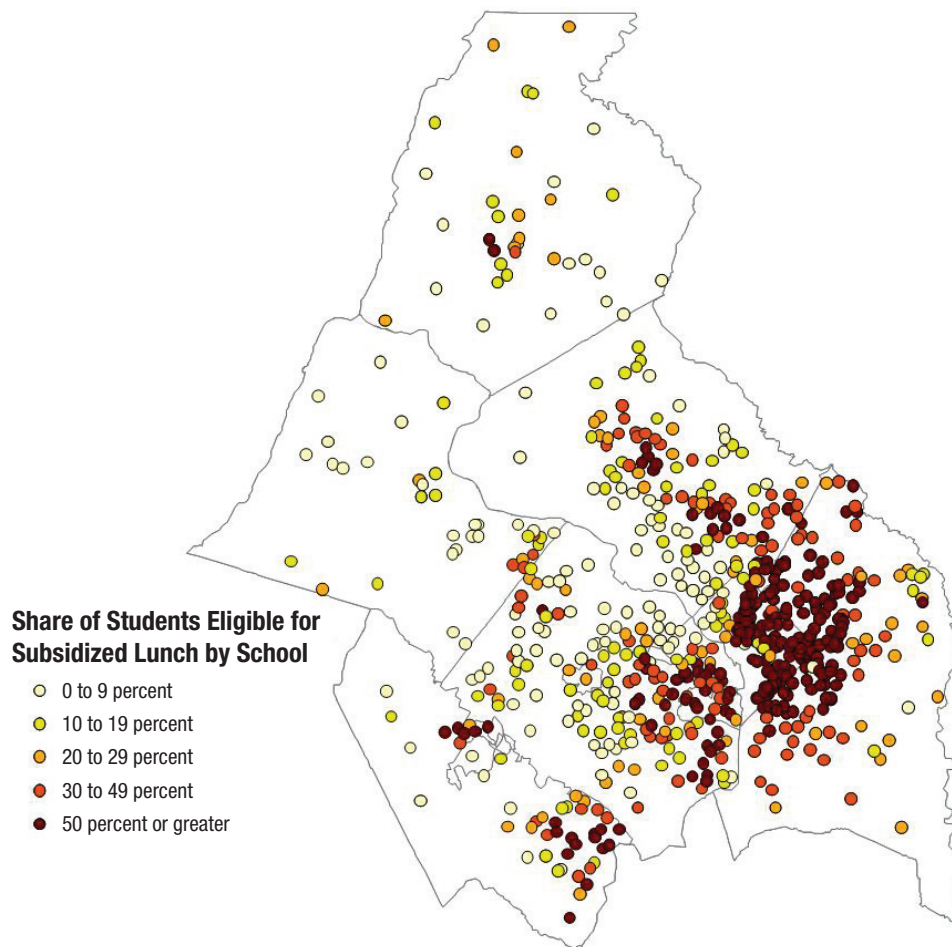 Share of Students Eligible for
Subsidized Lunch by School
0 to 9 percent
10 to 19 percent
20 to 29 percent
30 to 49 percent
50 percent or greater